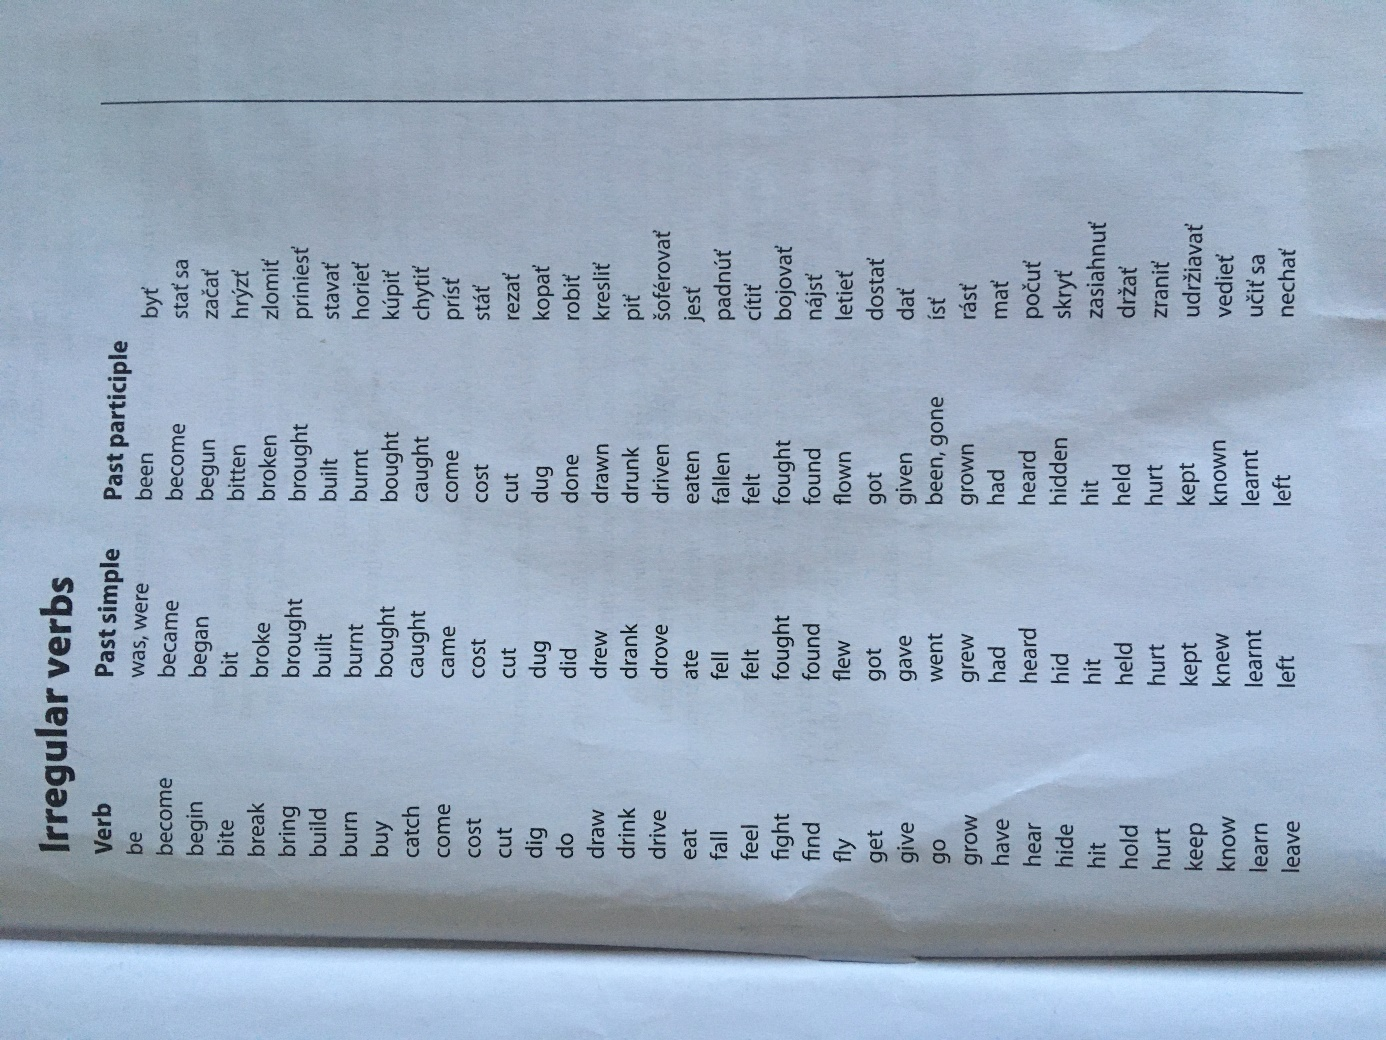 Irregular verbs
Verb Past simple Past participle
be was, were been byť
become became become stať sa
begin began begun začať
bite bit bitten hrýzť
break broke broken zlomiť
bring brought brought priniesť
build built built stavať
burn burnt burnt horieť
buy bought bought kúpiť
catch caught caught chytiť
come came come prísť
cost cost cost stáť
cut cut cut rezať
dig dug dug kopať
do did done robiť
draw drew drawn kresliť
drink drank drunk piť
drive drove driven šoférovať
eat ate eaten jesť
fall fell fallen padnúť
feel felt felt cítiť
fight fought fought bojovať
find found found nájsť
fly flew flown letieť
get got got dostať
give gave given dať
go went been, gone ísť
grow grew grown rásť
have had had mať
hear heard heard počuť
hide hid hidden skryť
hit hit hit zasiahnuť
hold held held držať
hurt hurt hurt zraniť
keep kept kept udržiavať
know knew known vedieť
learn learnt learnt učiť sa
leave left left nechať